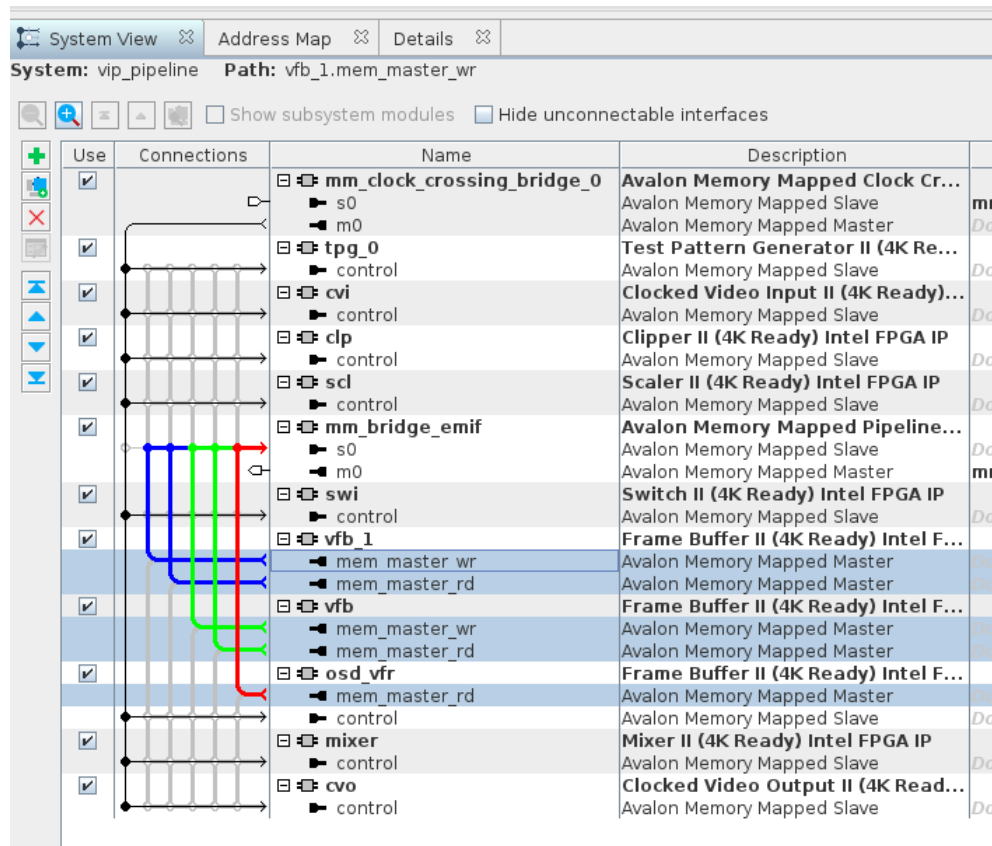 System View Address Map Details
System: vip_pipeline Path: vfb_1.mem_master_wr
Show subsystem modules Hide unconnectable interfaces
Use Connections Name Description
mm_clock_crossing_bridge_0 Avalon Memory Mapped Clock Cr...
s0 Avalon Memory Mapped Slave
m0 Avalon Memory Mapped Master
tpg_0 Test Pattern Generator II (4K Re...
control Avalon Memory Mapped Slave
cvi Clocked Video Input II (4K Ready)...
control Avalon Memory Mapped Slave
clp Clipper II (4K Ready) Intel FPGA IP
control Avalon Memory Mapped Slave
scl Scaler II (4K Ready) Intel FPGA IP
control Avalon Memory Mapped Slave
mm_bridge_emif Avalon Memory Mapped Pipeline...
s0 Avalon Memory Mapped Slave
m0 Avalon Memory Mapped Master
swi Switch II (4K Ready) Intel FPGA IP
control Avalon Memory Mapped Slave
vfb_1 Frame Buffer II (4K Ready) Intel F...
mem_master_wr Avalon Memory Mapped Master
mem_master_rd Avalon Memory Mapped Master
vfb Frame Buffer II (4K Ready) Intel F...
mem_master_wr Avalon Memory Mapped Master
mem_master_rd Avalon Memory Mapped Master
osd_vfr Frame Buffer II (4K Ready) Intel F...
mem_master_rd Avalon Memory Mapped Master
control Avalon Memory Mapped Slave
mixer Mixer II (4K Ready) Intel FPGA IP
control Avalon Memory Mapped Slave
cvo Clocked Video Output II (4K Read...
control Avalon Memory Mapped Slave